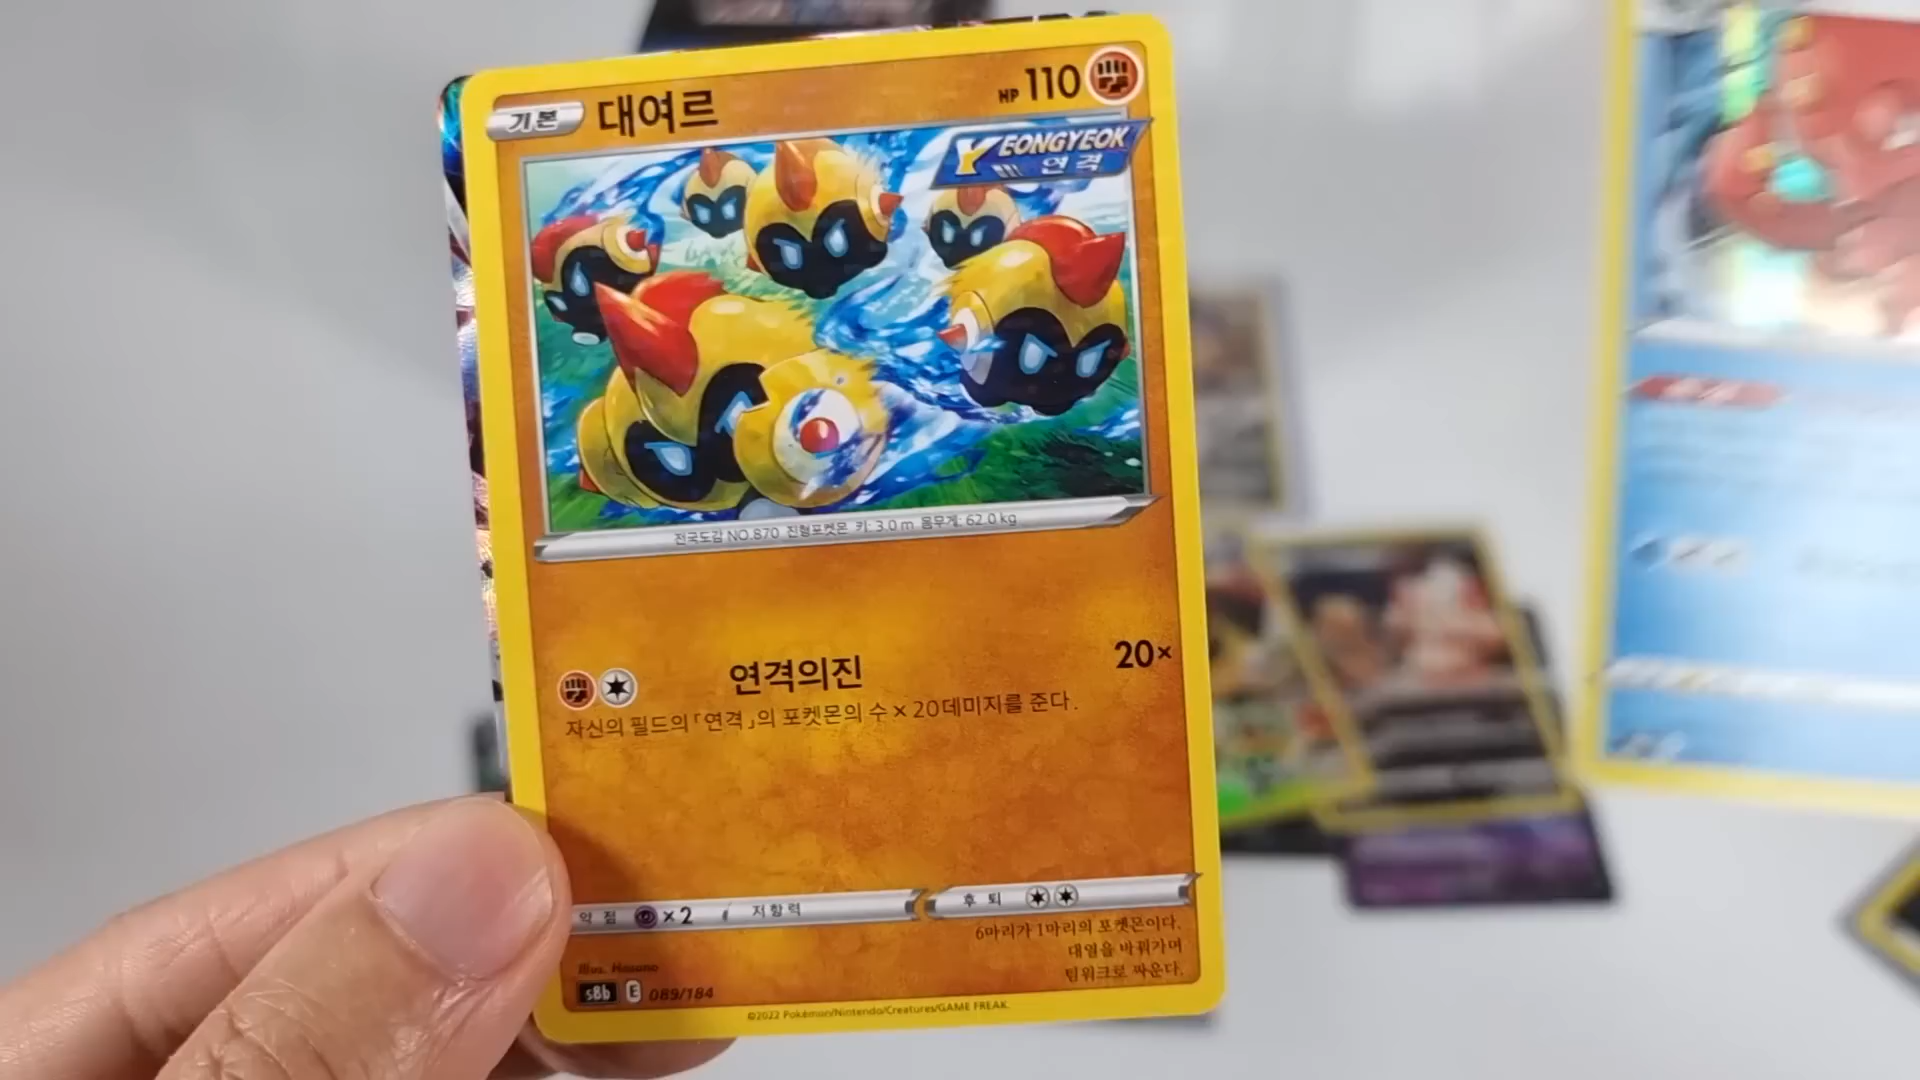 기본 대여르 HP 110
YEONGYEOK
연격
전국도감 NO.870 진형포켓몬 키: 3.0 m 몸무게: 62.0 kg
연격의진 20×
자신의 필드의 「연격」의 포켓몬의 수×20데미지를 준다.
약점 ×2 저항력 후퇴
6마리가 1마리의 포켓몬이다.
대열을 바꿔가며
팀워크로 싸운다.
Illus. Hasuno
s8b E 089/184
©2022 Pokémon/Nintendo/Creatures/GAME FREAK.